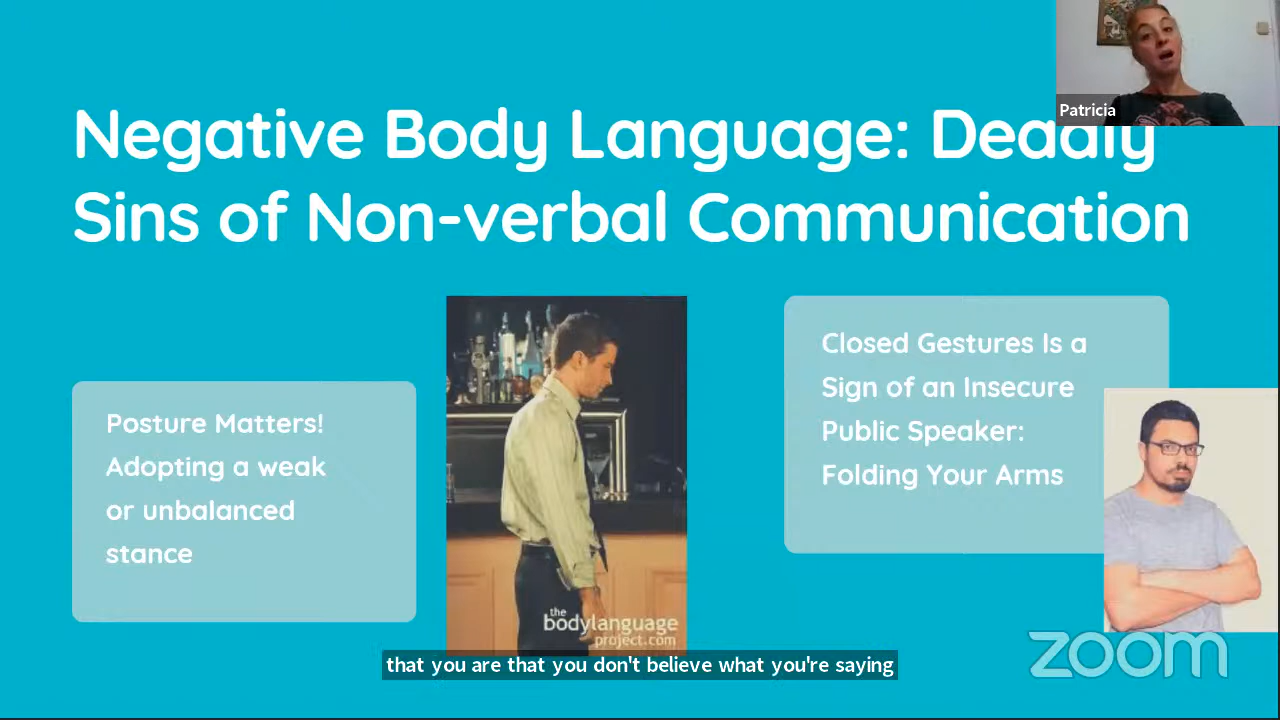 Patricia
Negative Body Language: Deadly
Sins of Non-verbal Communication
Posture Matters!
Adopting a weak
or unbalanced
stance
the
bodylanguage
project.com
Closed Gestures Is a
Sign of an Insecure
Public Speaker:
Folding Your Arms
that you are that you don't believe what you're saying
zoom